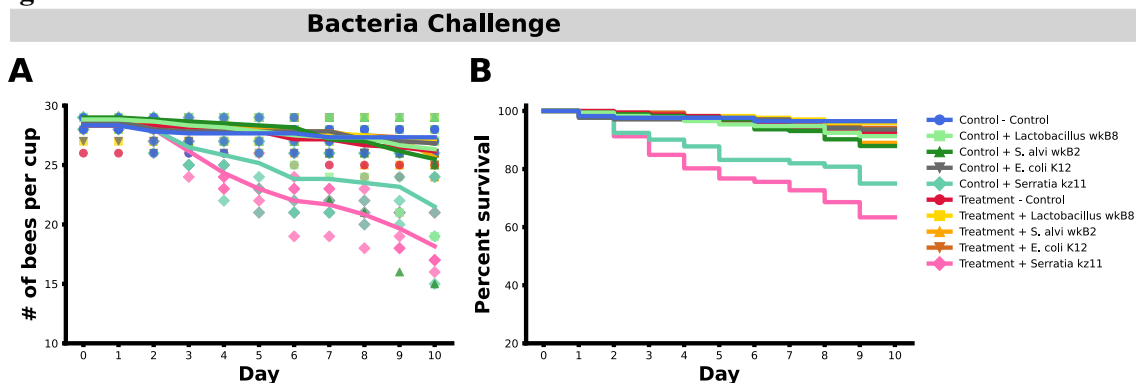 Bacteria Challenge
A
B
# of bees per cup
30
25
20
15
10
0 1 2 3 4 5 6 7 8 9 10
Day
Percent survival
100
80
60
40
20
0 1 2 3 4 5 6 7 8 9 10
Day
Control - Control
Control + Lactobacillus wkB8
Control + S. alvi wkB2
Control + E. coli K12
Control + Serratia kz11
Treatment - Control
Treatment + Lactobacillus wkB8
Treatment + S. alvi wkB2
Treatment + E. coli K12
Treatment + Serratia kz11